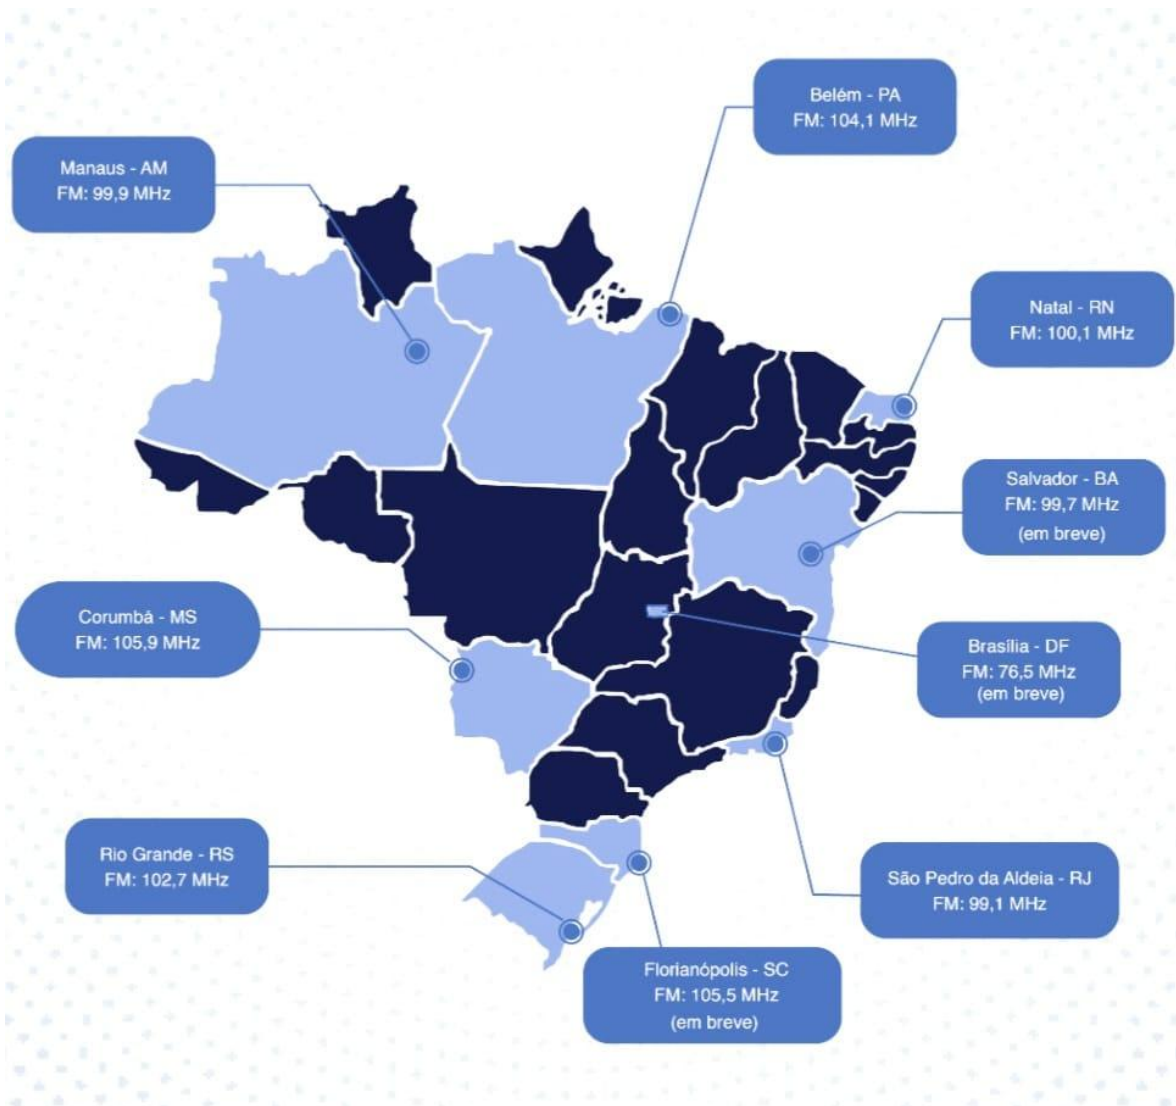 Belém - PA
FM: 104,1 MHz
Manaus - AM
FM: 99,9 MHz
Natal - RN
FM: 100,1 MHz
Salvador - BA
FM: 99,7 MHz
(em breve)
Corumbá - MS
FM: 105,9 MHz
Brasília - DF
FM: 76,5 MHz
(em breve)
Rio Grande - RS
FM: 102,7 MHz
São Pedro da Aldeia - RJ
FM: 99,1 MHz
Florianópolis - SC
FM: 105,5 MHz
(em breve)